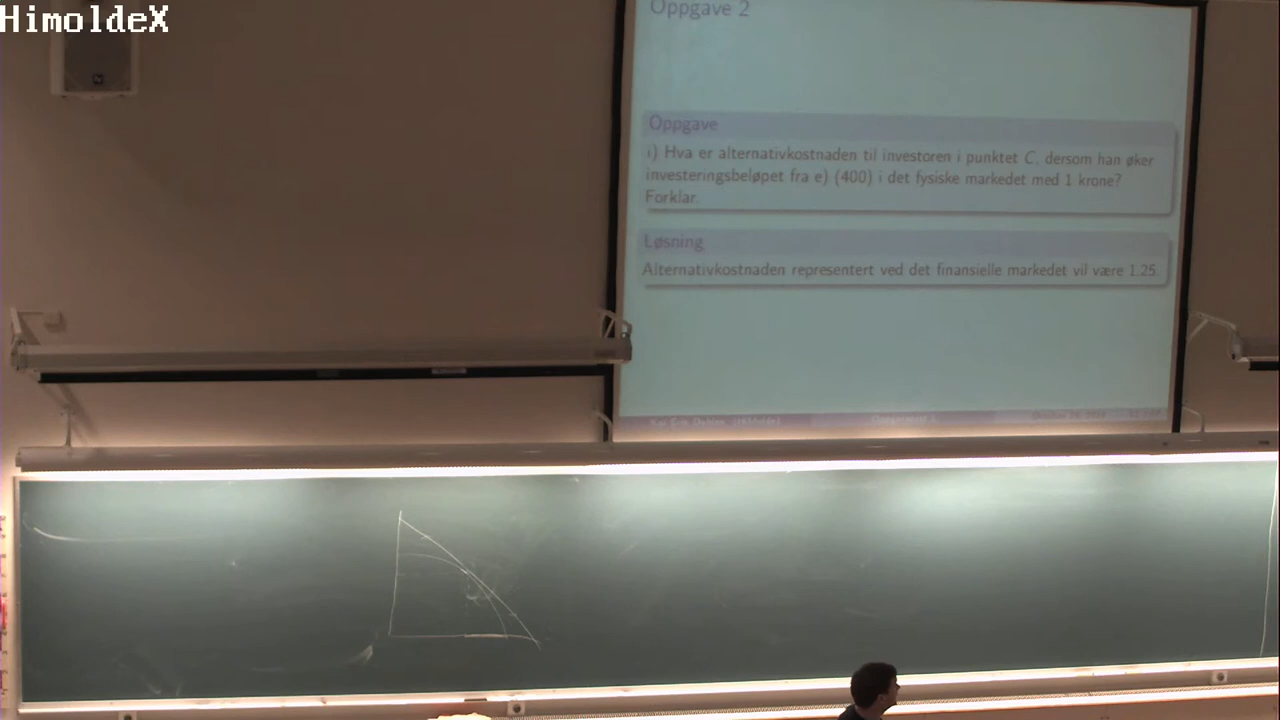 HimoldeX
Oppgave 2
Oppgave
i) Hva er alternativkostnaden til investoren i punktet C, dersom han øker
investeringsbeløpet fra e) (400) i det fysiske markedet med 1 krone?
Forklar.
Løsning
Alternativkostnaden representert ved det finansielle markedet vil være 1.25.